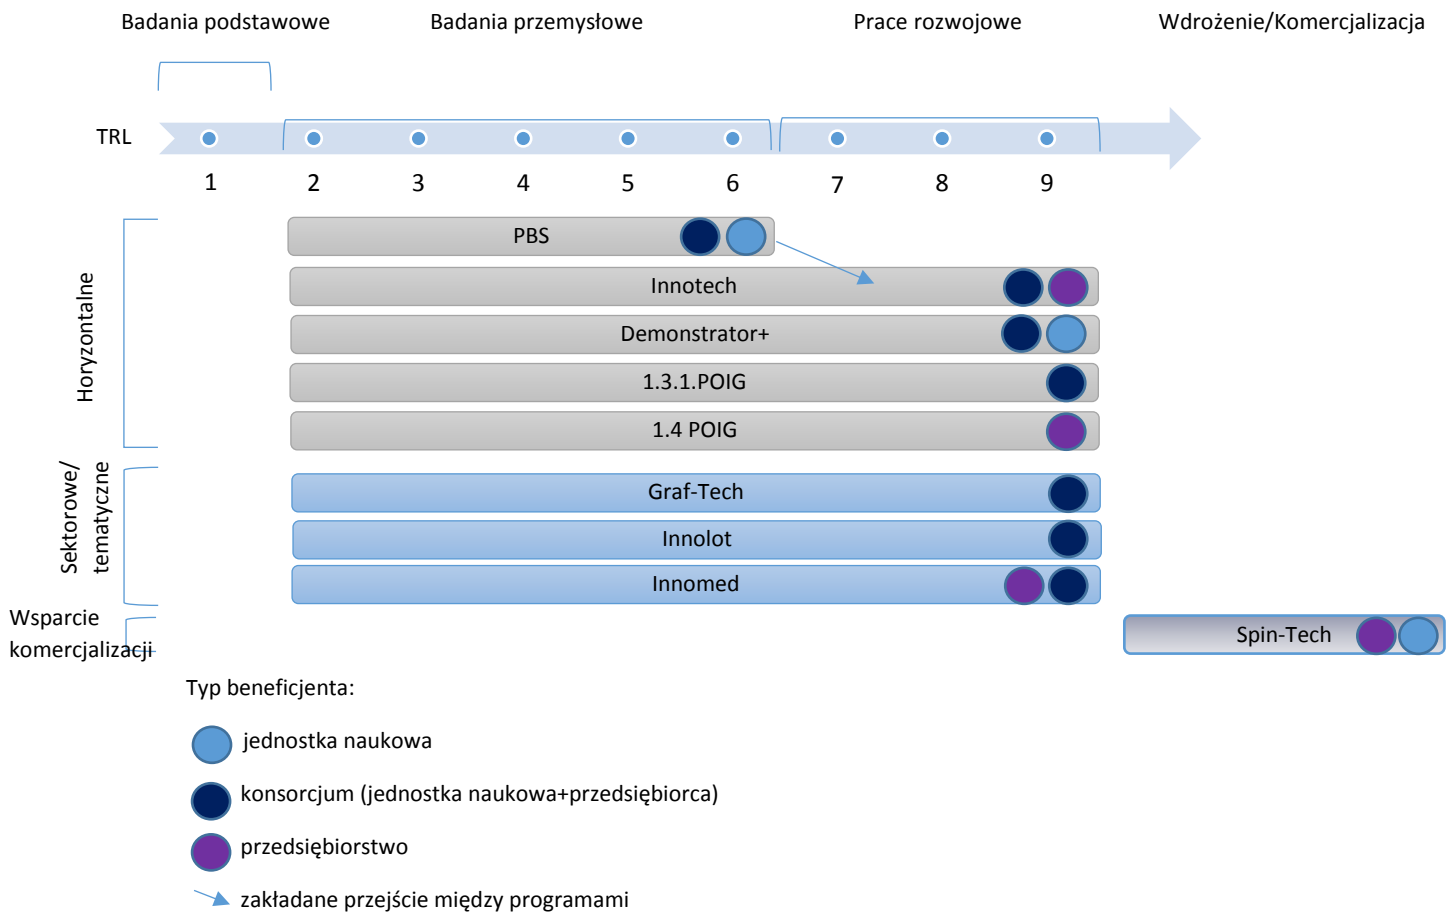 Badania podstawowe
Badania przemysłowe
Prace rozwojowe
Wdrożenie/Komercjalizacja
TRL
1
2
3
4
5
6
7
8
9
Horyzontalne
PBS
Innotech
Demonstrator+
1.3.1.POIG
1.4 POIG
Sektorowe/
tematyczne
Graf-Tech
Innolot
Innomed
Wsparcie
komercjalizacji
Spin-Tech
Typ beneficjenta:
jednostka naukowa
konsorcjum (jednostka naukowa+przedsiębiorca)
przedsiębiorstwo
zakładane przejście między programami